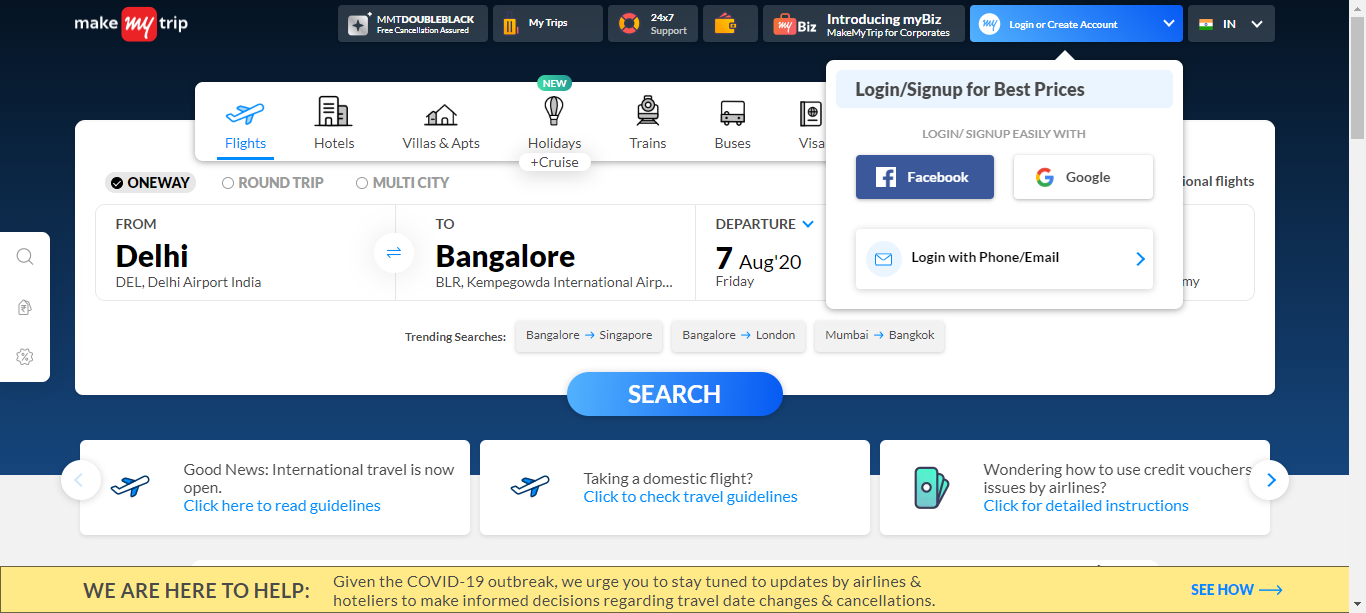 make my trip
MMTDOUBLEBLACK
Free Cancellation Assured
My Trips
24x7
Support
my Biz
Introducing myBiz
MakeMyTrip for Corporates
my
Login or Create Account
IN
Login/Signup for Best Prices
LOGIN/ SIGNUP EASILY WITH
Facebook
Google
Login with Phone/Email
NEW
Flights
Hotels
Villas & Apts
Holidays
Trains
Buses
Visa
+Cruise
ONEWAY
ROUND TRIP
MULTI CITY
ional flights
FROM
Delhi
DEL, Delhi Airport India
TO
Bangalore
BLR, Kempegowda International Airp...
DEPARTURE
7 Aug'20
Friday
my
Trending Searches:
Bangalore → Singapore
Bangalore → London
Mumbai → Bangkok
SEARCH
Good News: International travel is now
open.
Click here to read guidelines
Taking a domestic flight?
Click to check travel guidelines
Wondering how to use credit vouchers
issues by airlines?
Click for detailed instructions
WE ARE HERE TO HELP:
Given the COVID-19 outbreak, we urge you to stay tuned to updates by airlines &
hoteliers to make informed decisions regarding travel date changes & cancellations.
SEE HOW